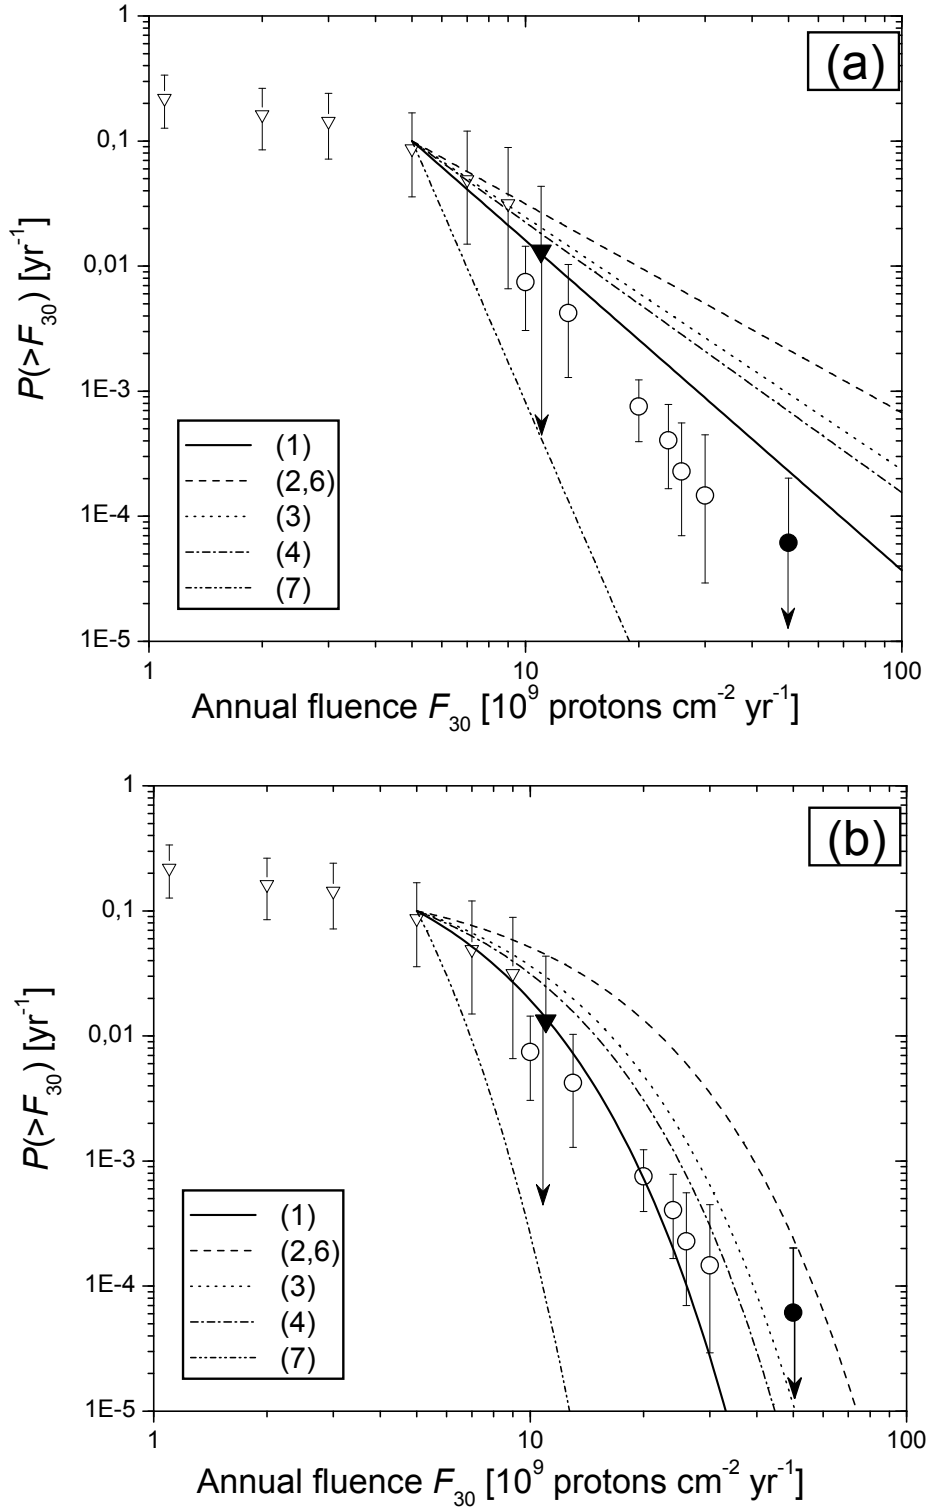 1
(a)
0,1
0,01
1E-3
1E-4
1E-5
P(>F30) [yr-1]
(1)
(2,6)
(3)
(4)
(7)
1 10 100
Annual fluence F30 [10^9 protons cm-2 yr-1]
1
(b)
0,1
0,01
1E-3
1E-4
1E-5
P(>F30) [yr-1]
(1)
(2,6)
(3)
(4)
(7)
1 10 100
Annual fluence F30 [10^9 protons cm-2 yr-1]